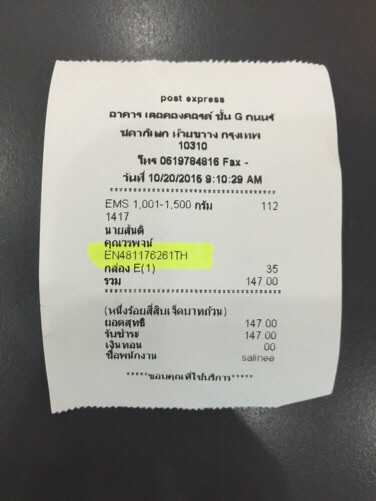 post express
อาคาร เลอคองคอร์ด ชั้น G ถนนรั
ชดาภิเษก ห้วยขวาง กรุงเทพ
10310
โทร 0619784816 Fax -
วันที่ 10/20/2016 9:10:29 AM
EMS 1,001-1,500 กรัม 112
1417
นายสันติ
คุณวรพจน์
EN481176261TH
กล่อง E(1) 35
รวม 147.00
(หนึ่งร้อยสี่สิบเจ็ดบาทถ้วน)
ยอดสุทธิ 147.00
รับชำระ 147.00
เงินทอน .00
ชื่อพนักงาน salinee
*****ขอบคุณที่ใช้บริการ*****